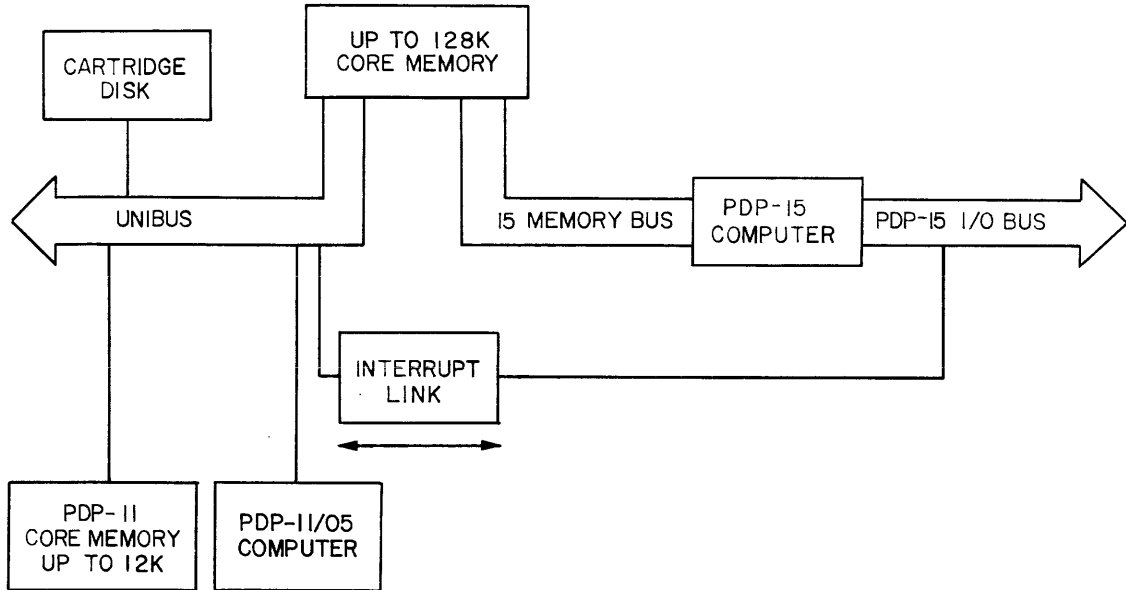 UP TO 128K
CORE MEMORY
CARTRIDGE
DISK
UNIBUS
15 MEMORY BUS
PDP-15
COMPUTER
PDP-15 I/O BUS
INTERRUPT
LINK
PDP-11
CORE MEMORY
UP TO 12K
PDP-11/05
COMPUTER